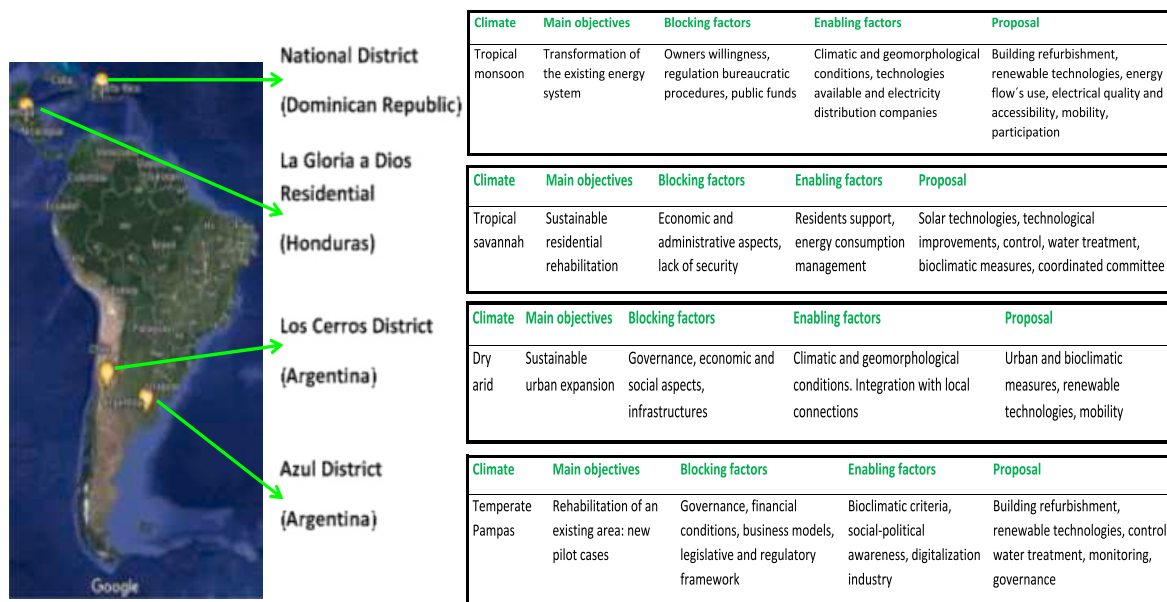 National District
(Dominican Republic)
La Gloria a Dios
Residential
(Honduras)
Los Cerros District
(Argentina)
Azul District
(Argentina)
Google
Climate Main objectives Blocking factors Enabling factors Proposal
Tropical Transformation of Owners willingness, Climatic and geomorphological Building refurbishment,
monsoon the existing energy regulation bureaucratic conditions, technologies renewable technologies, energy
system procedures, public funds available and electricity flow´s use, electrical quality and
distribution companies accessibility, mobility,
participation
Climate Main objectives Blocking factors Enabling factors Proposal
Tropical Sustainable Economic and Residents support, Solar technologies, technological
savannah residential administrative aspects, energy consumption improvements, control, water treatment,
rehabilitation lack of security management bioclimatic measures, coordinated committee
Climate Main objectives Blocking factors Enabling factors Proposal
Dry Sustainable Governance, economic and Climatic and geomorphological Urban and bioclimatic
arid urban expansion social aspects, conditions. Integration with local measures, renewable
infrastructures connections technologies, mobility
Climate Main objectives Blocking factors Enabling factors Proposal
Temperate Rehabilitation of an Governance, financial Bioclimatic criteria, Building refurbishment,
Pampas existing area: new conditions, business models, social-political renewable technologies, control
pilot cases legislative and regulatory awareness, digitalization water treatment, monitoring,
framework industry governance